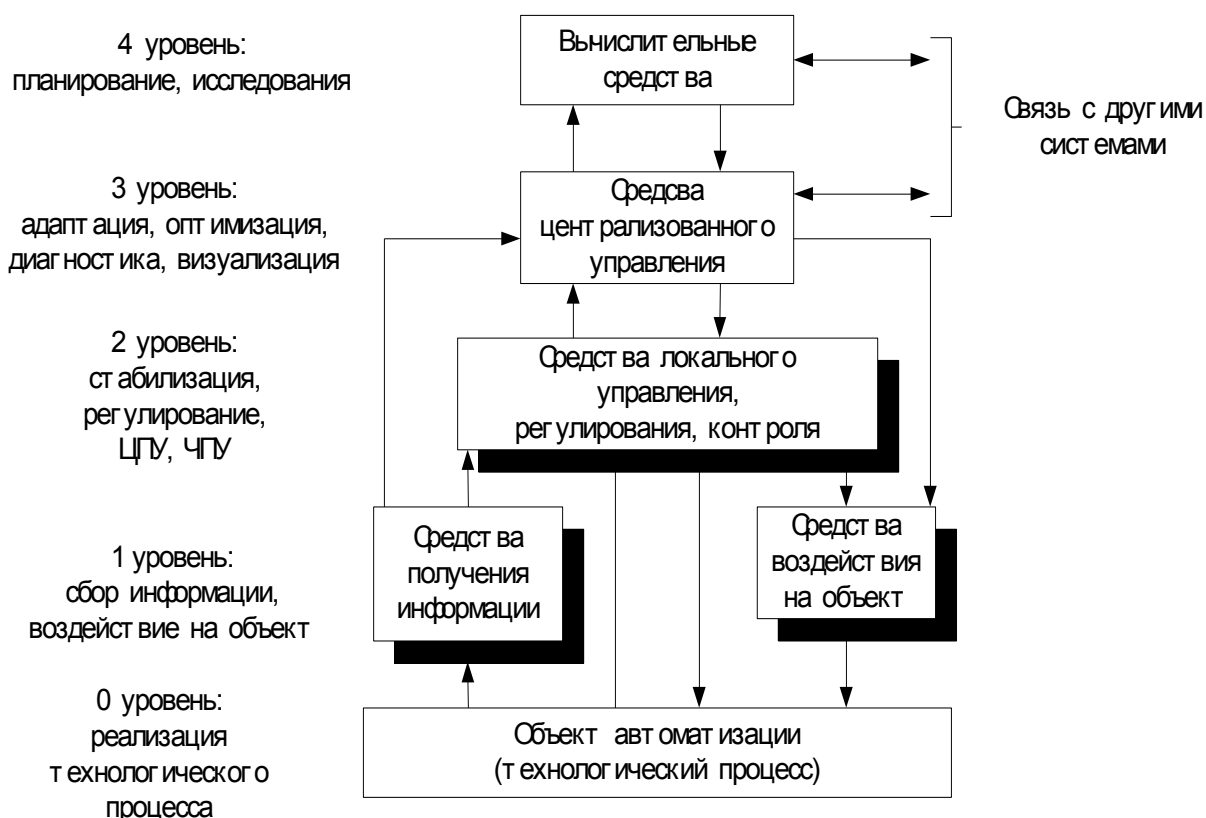 4 уровень:
планирование, исследования
Вычислительные
средства
Связь с другими
системами
3 уровень:
адаптация, оптимизация,
диагностика, визуализация
Средсва
централизованного
управления
2 уровень:
стабилизация,
регулирование,
ЦПУ, ЧПУ
Средства локального
управления,
регулирования, контроля
1 уровень:
сбор информации,
воздействие на объект
Средства
получения
информации
Средства
воздействия
на объект
0 уровень:
реализация
технологического
процесса
Объект автоматизации
(технологический процесс)